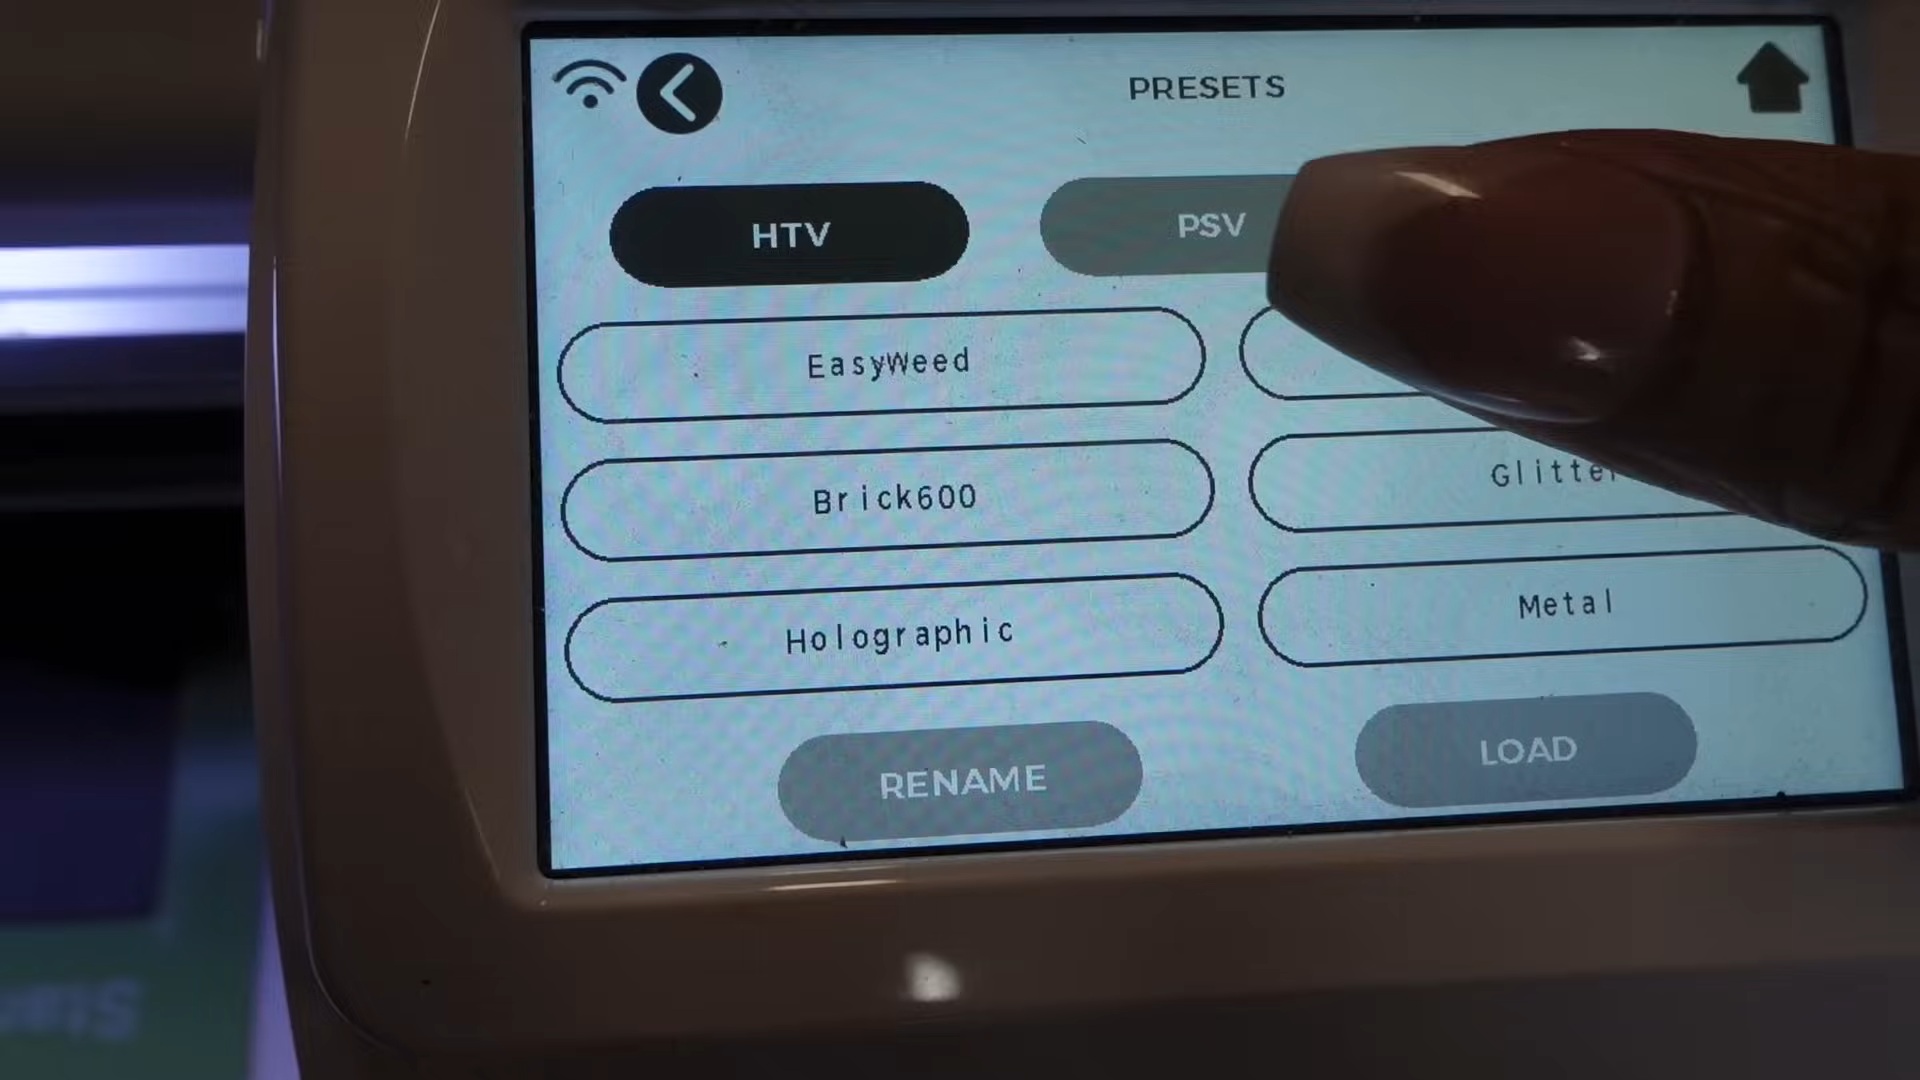 PRESETS
HTV PSV
EasyWeed
Brick600
Holographic Metal
RENAME LOAD